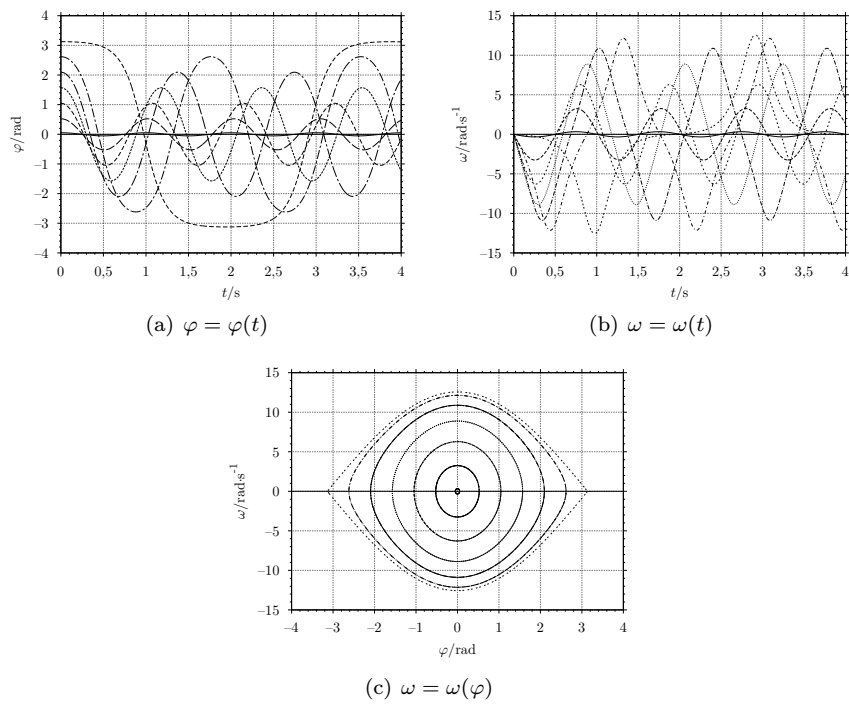 4
3
2
1
0
–1
–2
–3
–4
φ/rad
0 0,5 1 1,5 2 2,5 3 3,5 4
t/s
(a) φ = φ(t)
15
10
5
0
–5
–10
–15
ω/rad·s⁻¹
0 0,5 1 1,5 2 2,5 3 3,5 4
t/s
(b) ω = ω(t)
15
10
5
0
–5
–10
–15
ω/rad·s⁻¹
–4 –3 –2 –1 0 1 2 3 4
φ/rad
(c) ω = ω(φ)